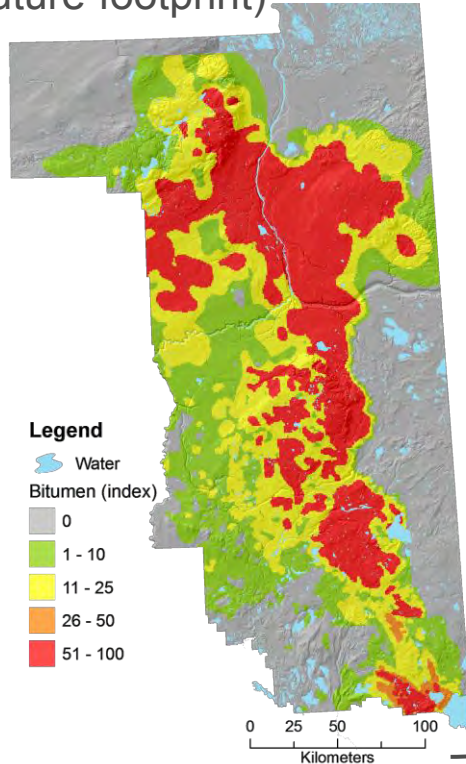 uture footprint)
Legend
Water
Bitumen (index)
0
1 - 10
11 - 25
26 - 50
51 - 100
0 25 50 100
Kilometers